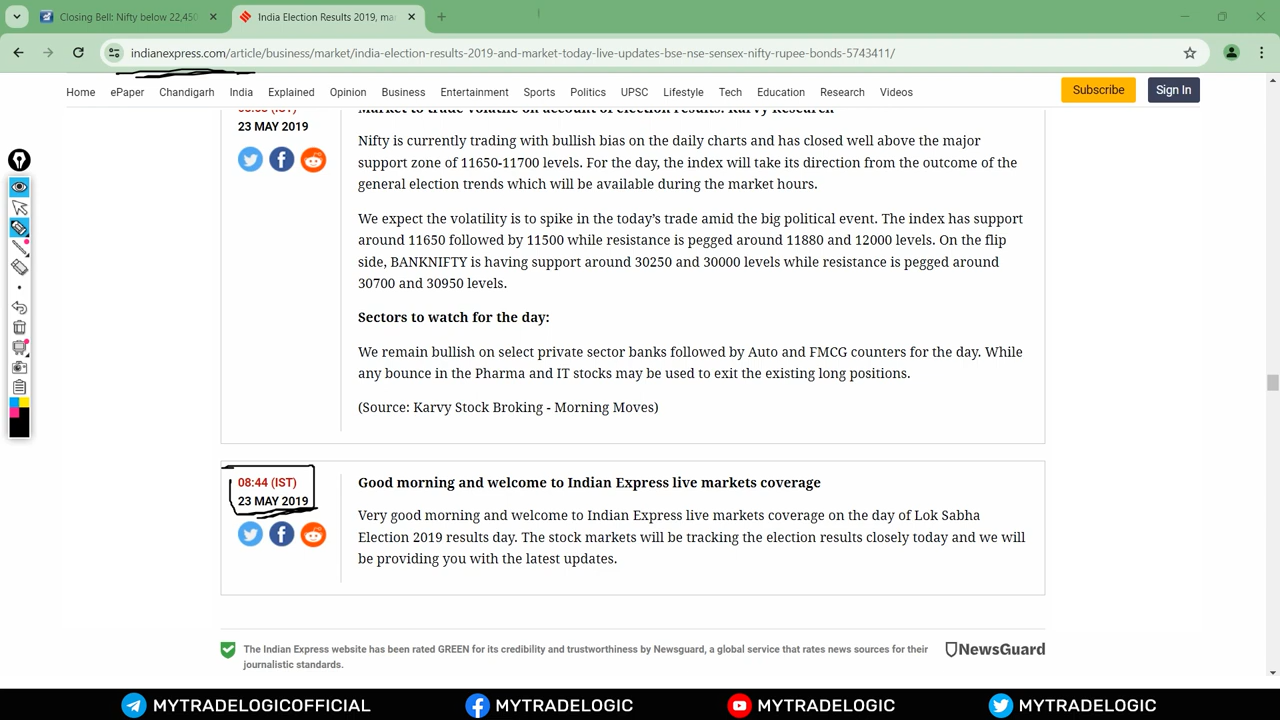 Closing Bell: Nifty below 22,450
India Election Results 2019, ma
indianexpress.com/article/business/market/india-election-results-2019-and-market-today-live-updates-bse-nse-sensex-nifty-rupee-bonds-5743411/
Home ePaper Chandigarh India Explained Opinion Business Entertainment Sports Politics UPSC Lifestyle Tech Education Research Videos Subscribe Sign In
Market to trade volatile on account of election results: Karvy Research
23 MAY 2019
Nifty is currently trading with bullish bias on the daily charts and has closed well above the major
support zone of 11650-11700 levels. For the day, the index will take its direction from the outcome of the
general election trends which will be available during the market hours.
We expect the volatility is to spike in the today’s trade amid the big political event. The index has support
around 11650 followed by 11500 while resistance is pegged around 11880 and 12000 levels. On the flip
side, BANKNIFTY is having support around 30250 and 30000 levels while resistance is pegged around
30700 and 30950 levels.
Sectors to watch for the day:
We remain bullish on select private sector banks followed by Auto and FMCG counters for the day. While
any bounce in the Pharma and IT stocks may be used to exit the existing long positions.
(Source: Karvy Stock Broking - Morning Moves)
08:44 (IST)
23 MAY 2019
Good morning and welcome to Indian Express live markets coverage
Very good morning and welcome to Indian Express live markets coverage on the day of Lok Sabha
Election 2019 results day. The stock markets will be tracking the election results closely today and we will
be providing you with the latest updates.
The Indian Express website has been rated GREEN for its credibility and trustworthiness by Newsguard, a global service that rates news sources for their
journalistic standards.
NewsGuard
MYTRADELOGICOFFICIAL MYTRADELOGIC MYTRADELOGIC MYTRADELOGIC